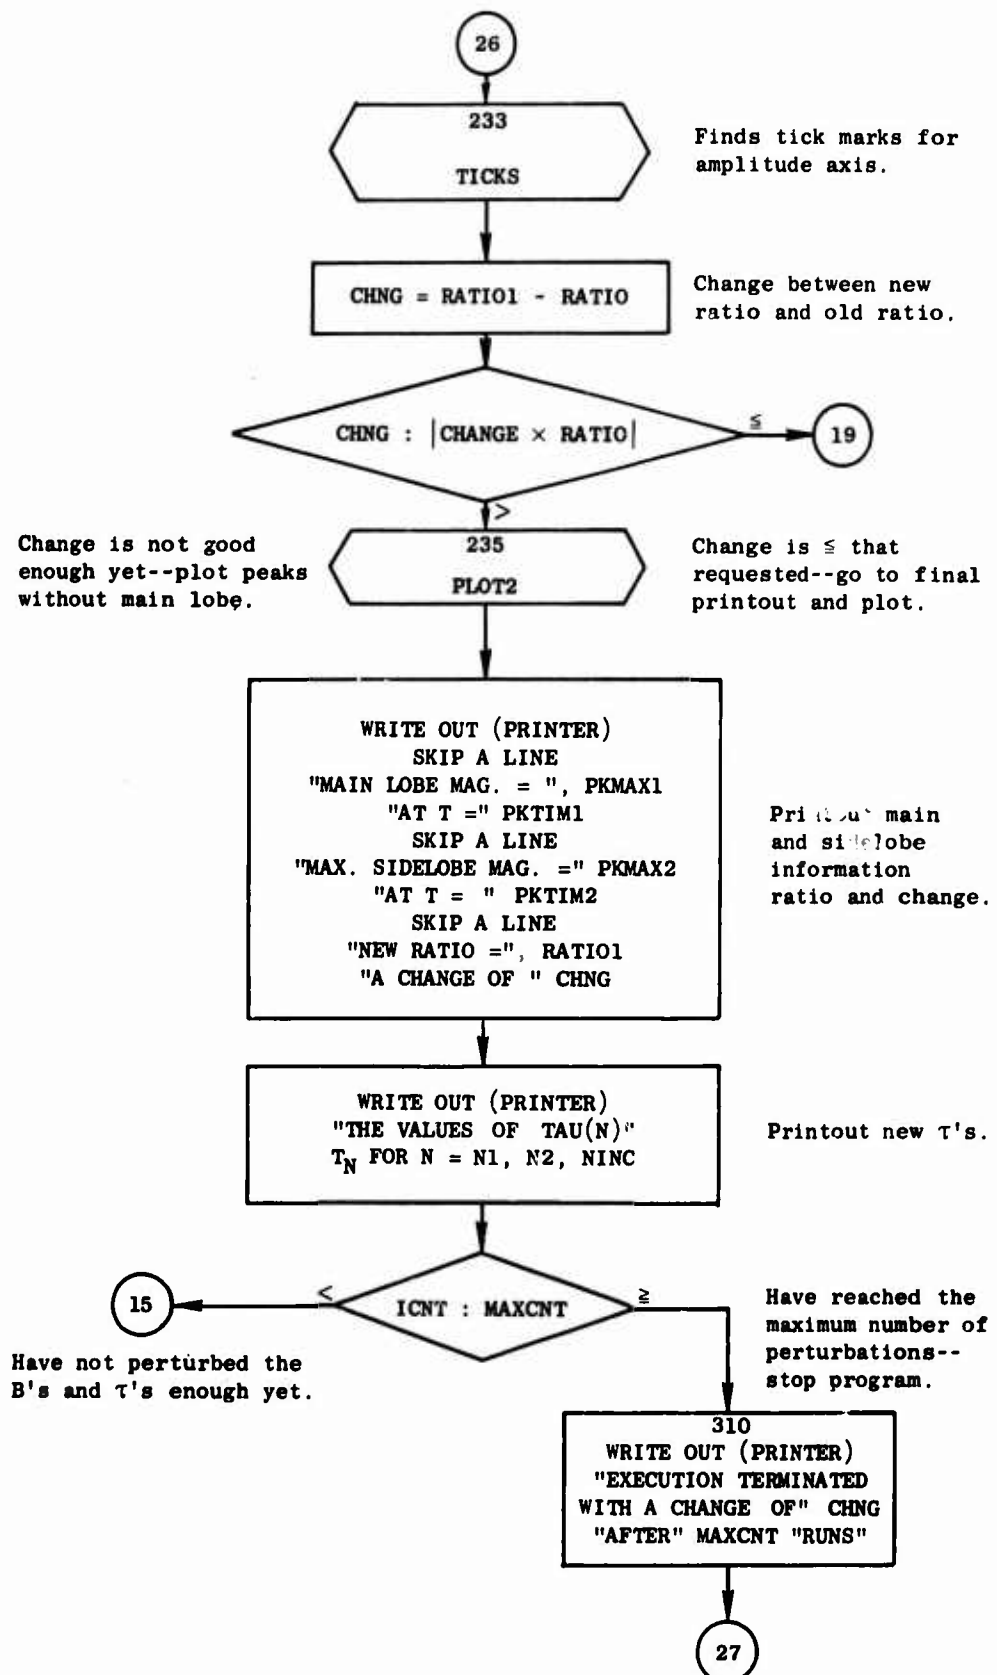 26
233
TICKS
Finds tick marks for
amplitude axis.
CHNG = RATIO1 - RATIO
Change between new
ratio and old ratio.
CHNG : |CHANGE × RATIO|
≦
19
>
Change is not good
enough yet--plot peaks
without main lobe.
235
PLOT2
Change is ≦ that
requested--go to final
printout and plot.
WRITE OUT (PRINTER)
SKIP A LINE
"MAIN LOBE MAG. = ", PKMAX1
"AT T =" PKTIM1
SKIP A LINE
"MAX. SIDELOBE MAG. =" PKMAX2
"AT T = " PKTIM2
SKIP A LINE
"NEW RATIO =", RATIO1
"A CHANGE OF " CHNG
main
and sidelobe
information
ratio and change.
WRITE OUT (PRINTER)
"THE VALUES OF TAU(N)"
T_N FOR N = N1, N2, NINC
Printout new τ's.
15
<
ICNT : MAXCNT
≧
Have not perturbed the
B's and τ's enough yet.
Have reached the
maximum number of
perturbations--
stop program.
310
WRITE OUT (PRINTER)
"EXECUTION TERMINATED
WITH A CHANGE OF" CHNG
"AFTER" MAXCNT "RUNS"
27